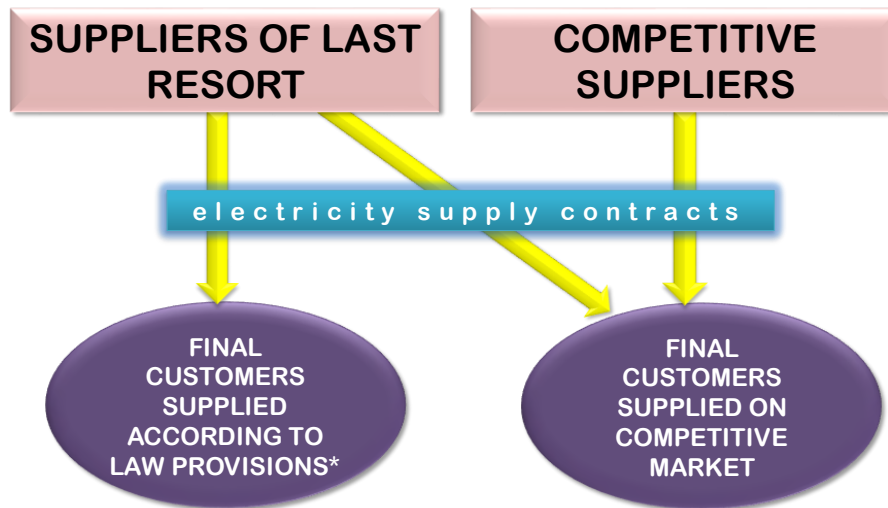 SUPPLIERS OF LAST
RESORT
COMPETITIVE
SUPPLIERS
electricity supply contracts
FINAL
CUSTOMERS
SUPPLIED
ACCORDING TO
LAW PROVISIONS*
FINAL
CUSTOMERS
SUPPLIED ON
COMPETITIVE
MARKET